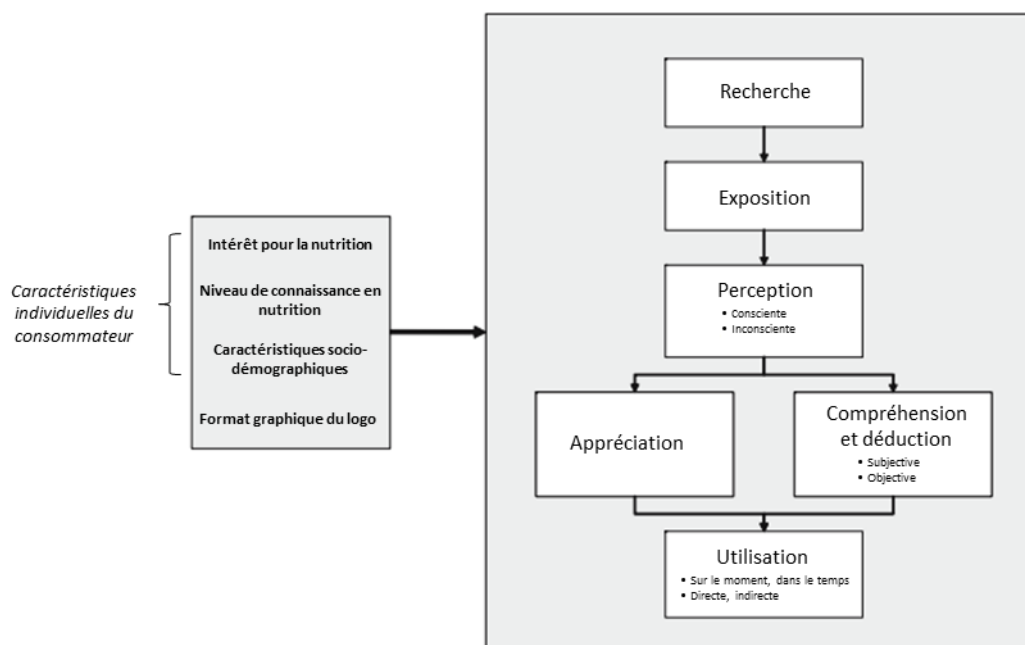 Caractéristiques
individuelles du
consommateur
Intérêt pour la nutrition
Niveau de connaissance en
nutrition
Caractéristiques socio-
démographiques
Format graphique du logo
Recherche
Exposition
Perception
▪ Consciente
▪ Inconsciente
Appréciation
Compréhension
et déduction
▪ Subjective
▪ Objective
Utilisation
▪ Sur le moment, dans le temps
▪ Directe, indirecte